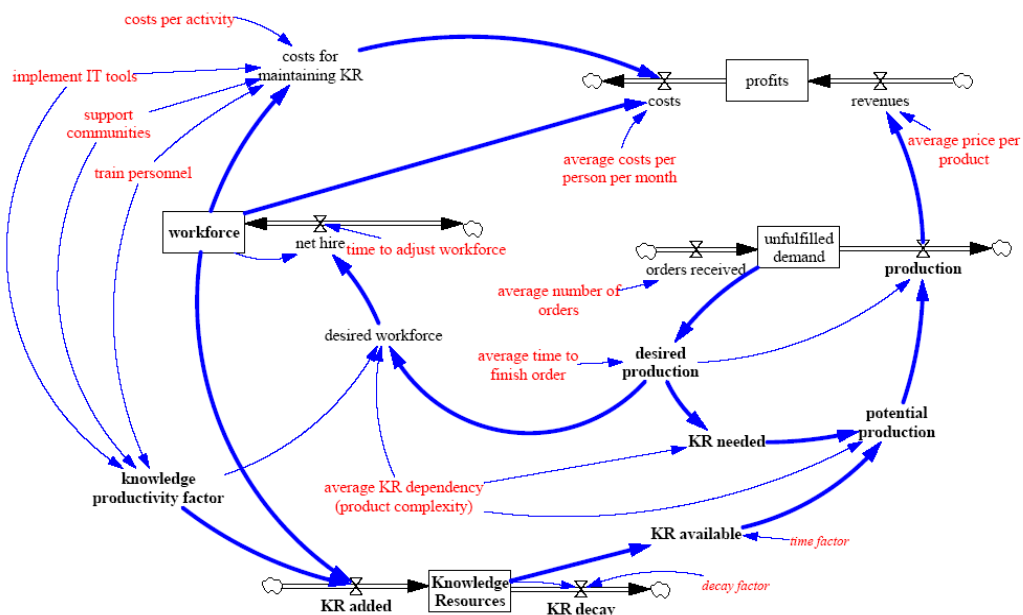 costs per activity
costs for
maintaining KR
implement IT tools
profits
costs
revenues
support
communities
average price per
product
average costs per
person per month
train personnel
workforce
net hire
time to adjust workforce
unfulfilled
demand
orders received
production
average number of
orders
desired workforce
average time to
finish order
desired
production
potential
production
KR needed
knowledge
productivity factor
average KR dependency
(product complexity)
KR available
time factor
Knowledge
Resources
decay factor
KR added
KR decay